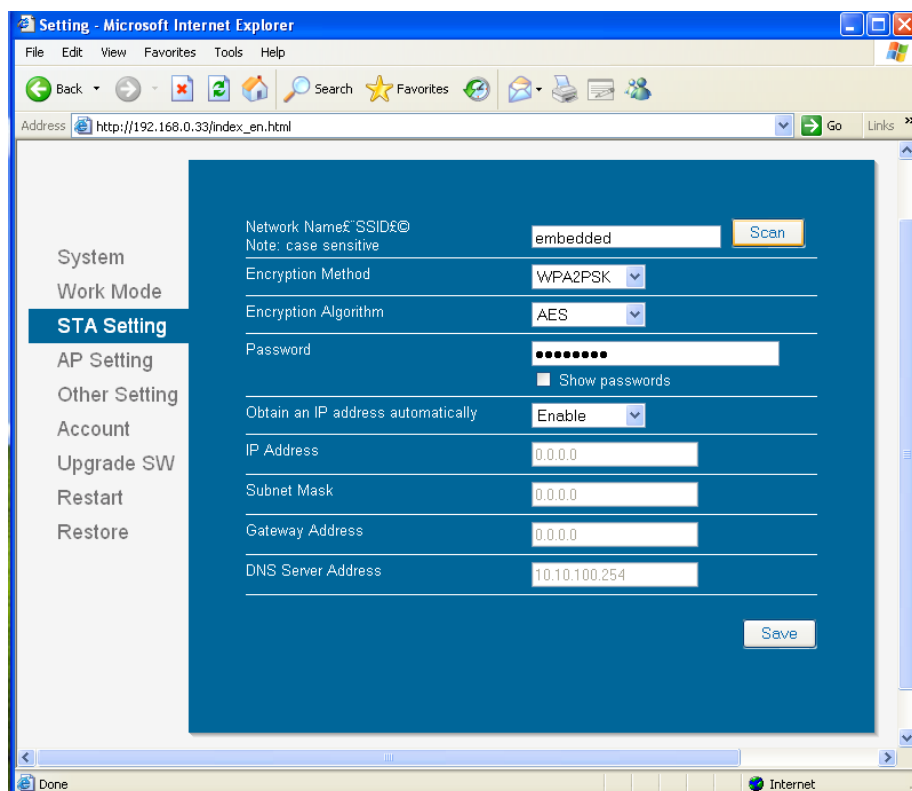 Setting - Microsoft Internet Explorer
File Edit View Favorites Tools Help
Back Search Favorites
Address http://192.168.0.33/index_en.html Go Links »
Network Name£¨SSID£©
Note: case sensitive
embedded Scan
System
Encryption Method WPA2PSK
Work Mode
Encryption Algorithm AES
STA Setting
Password ●●●●●●●●
AP Setting
Show passwords
Other Setting
Obtain an IP address automatically Enable
Account
IP Address 0.0.0.0
Upgrade SW
Subnet Mask 0.0.0.0
Restart
Gateway Address 0.0.0.0
Restore
DNS Server Address 10.10.100.254
Save
Done Internet